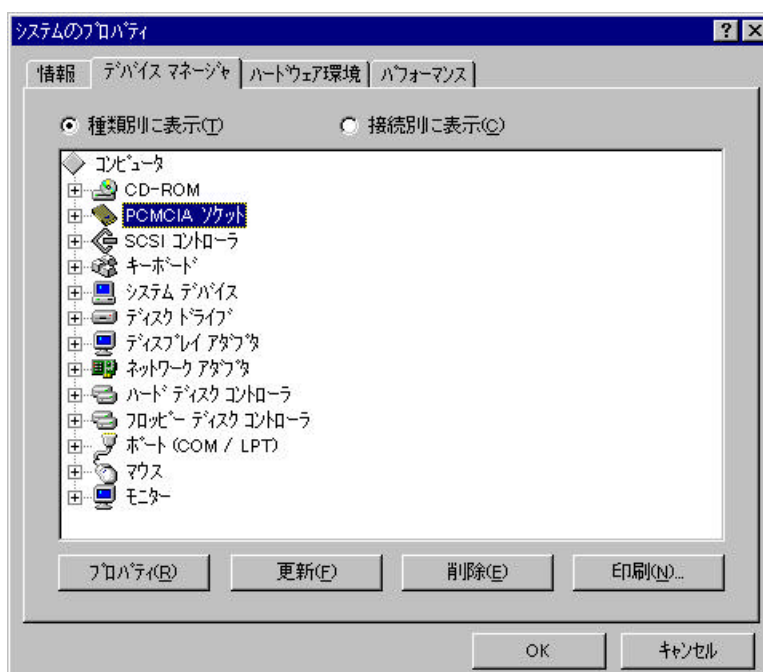 システムのプロパティ
情報 デバイス マネージャ ハードウェア環境 パフォーマンス
種類別に表示(T) 接続別に表示(C)
コンピュータ
CD-ROM
PCMCIA ソケット
SCSI コントローラ
キーボード
システム デバイス
ディスク ドライブ
ディスプレイ アダプタ
ネットワーク アダプタ
ハード ディスク コントローラ
フロッピー ディスク コントローラ
ポート (COM / LPT)
マウス
モニター
プロパティ(R) 更新(F) 削除(E) 印刷(N)...
OK キャンセル